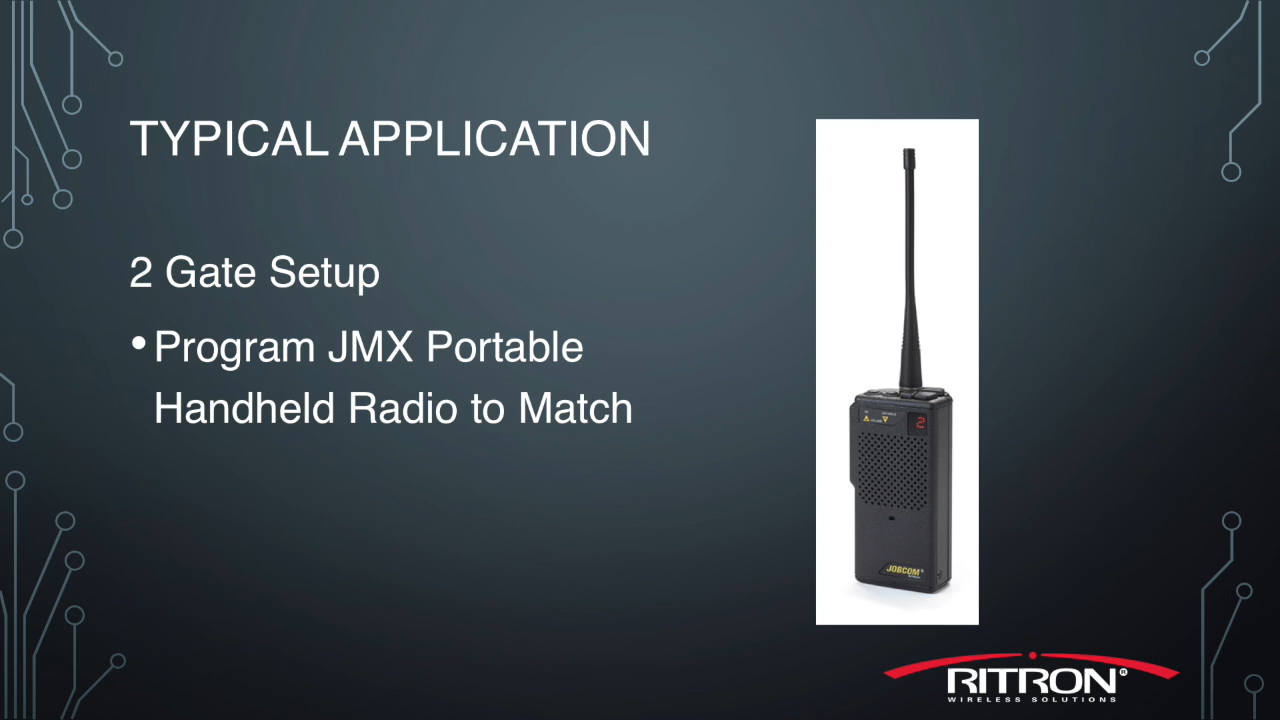 TYPICAL APPLICATION
2 Gate Setup
• Program JMX Portable
Handheld Radio to Match
2
JOBCOM
RITRON®
WIRELESS SOLUTIONS